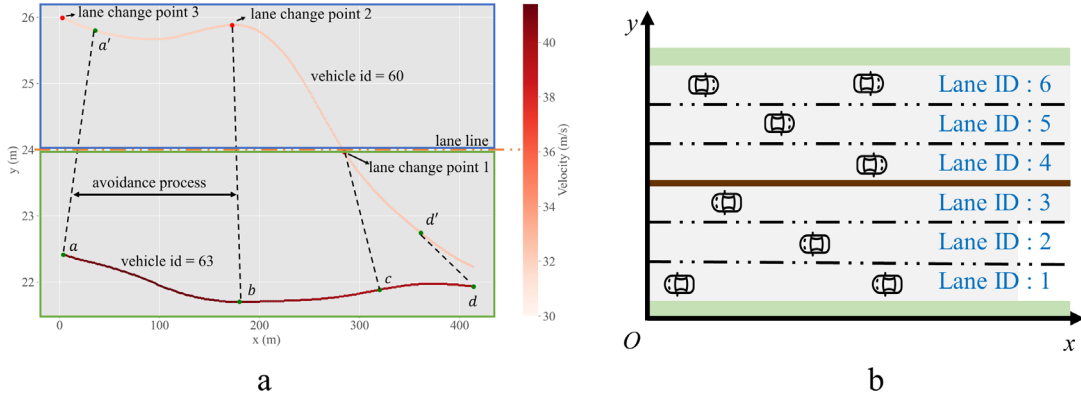 lane change point 3
lane change point 2
26
a′
40
vehicle id = 60
25
38
lane line
24
lane change point 1
36
Velocity (m/s)
y (m)
avoidance process
23
d′
34
a
vehicle id = 63
32
22
b
c
d
30
0
100
200
300
400
x (m)
a
y
Lane ID : 6
Lane ID : 5
Lane ID : 4
Lane ID : 3
Lane ID : 2
Lane ID : 1
O
x
b